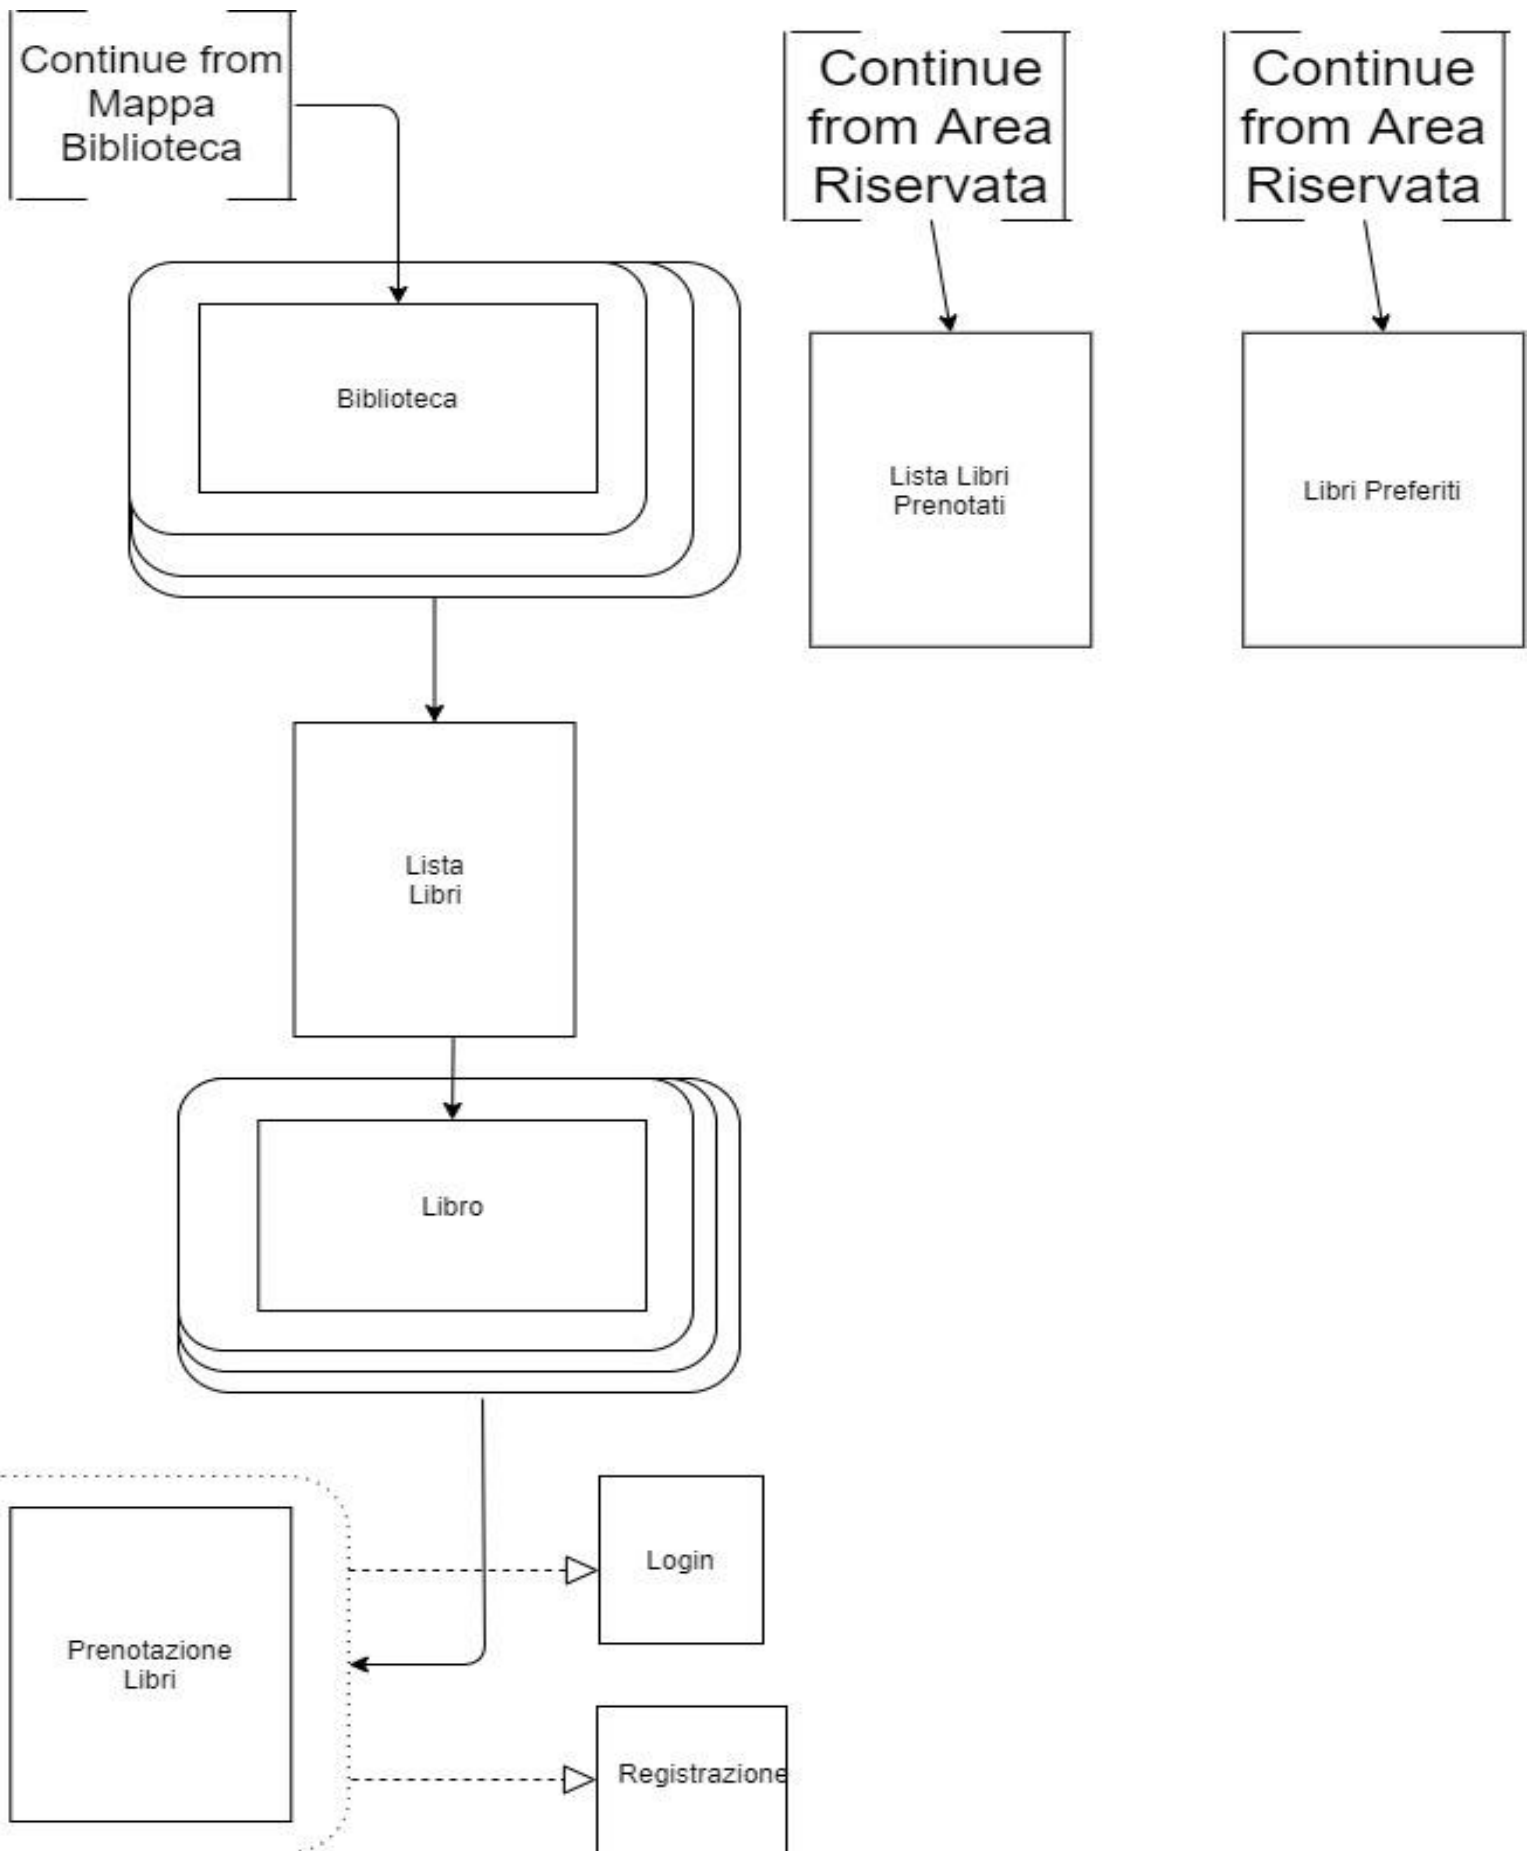 Continue from
Mappa
Biblioteca
Continue
from Area
Riservata
Continue
from Area
Riservata
Biblioteca
Lista Libri
Prenotati
Libri Preferiti
Lista
Libri
Libro
Login
Prenotazione
Libri
Registrazione